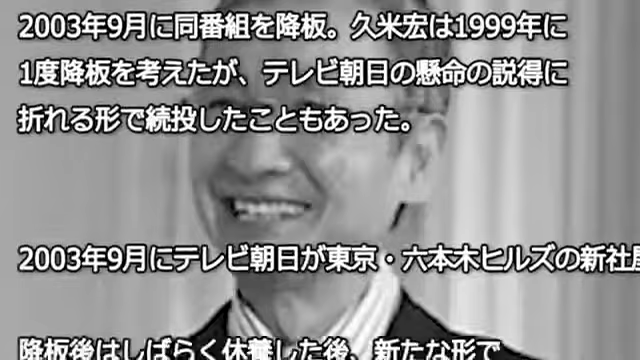 2003年9月に同番組を降板。久米宏は1999年に
1度降板を考えたが、テレビ朝日の懸命の説得に
折れる形で続投したこともあった。
2003年9月にテレビ朝日が東京・六本木ヒルズの新社屋
降板後はしばらく休養した後、新たな形で